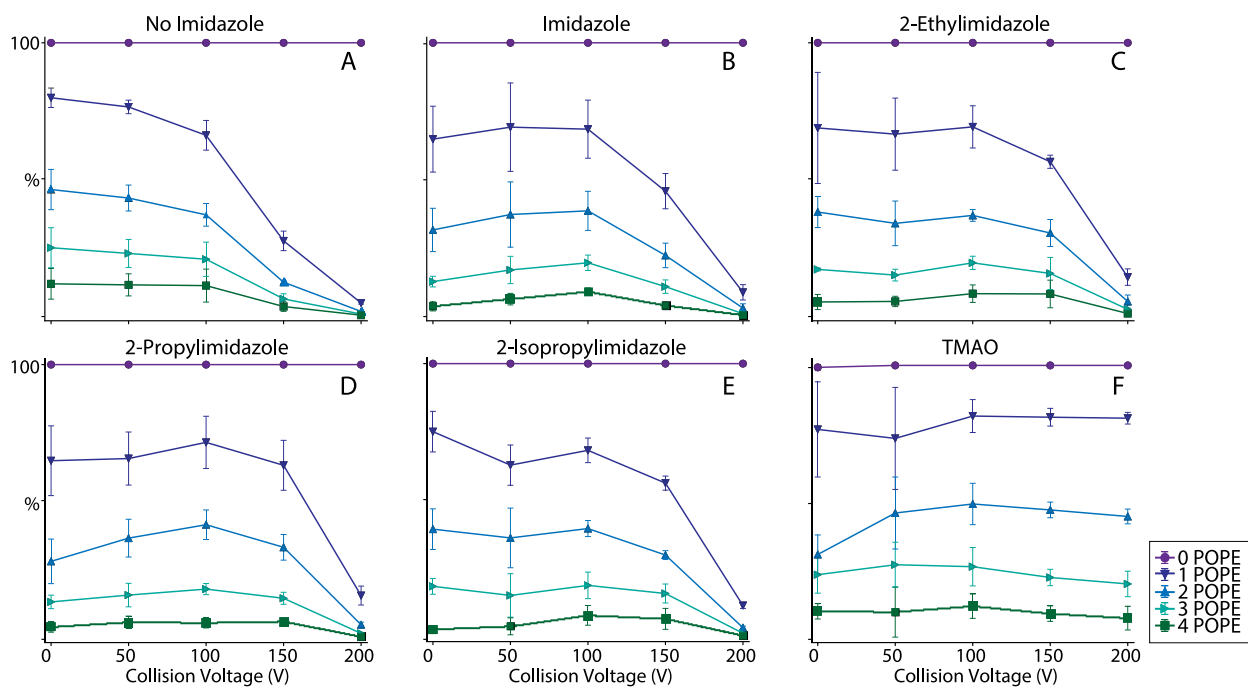 No Imidazole
Imidazole
2-Ethylimidazole
100
A
B
C
%
2-Propylimidazole
2-Isopropylimidazole
TMAO
100
D
E
F
%
0 POPE
1 POPE
2 POPE
3 POPE
4 POPE
0 50 100 150 200
0 50 100 150 200
0 50 100 150 200
Collision Voltage (V)
Collision Voltage (V)
Collision Voltage (V)